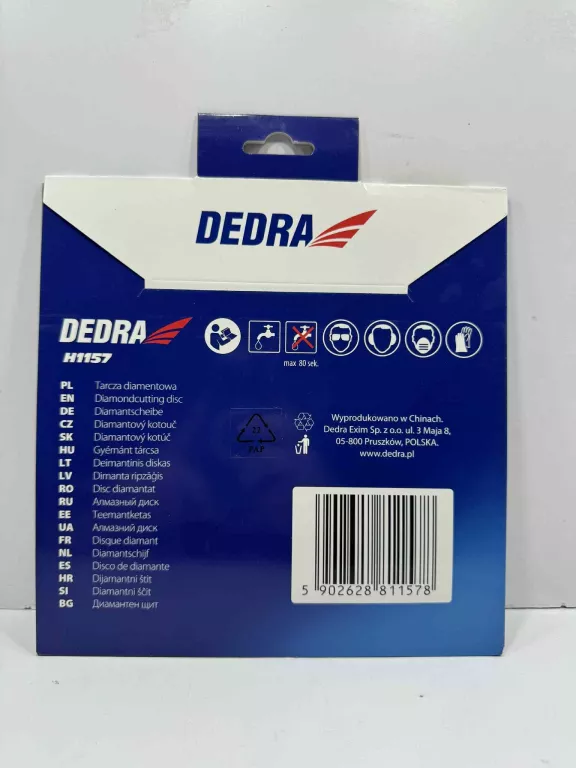 DEDRA
DEDRA
H1157
max 80 sek.
PL Tarcza diamentowa
EN Diamondcutting disc
DE Diamantscheibe
CZ Diamantový kotouč
SK Diamantový kotúč
HU Gyémánt tárcsa
LT Deimantinis diskas
LV Dimanta ripzāģis
RO Disc diamantat
RU Алмазный диск
EE Teemantketas
UA Алмазний диск
FR Disque diamant
NL Diamantschijf
ES Disco de diamante
HR Dijamantni štit
SI Diamantni ščit
BG Диамантен щит
21
PAP
Wyprodukowano w Chinach.
Dedra Exim Sp. z o.o. ul. 3 Maja 8,
05-800 Pruszków, POLSKA.
www.dedra.pl
5 902628 811578